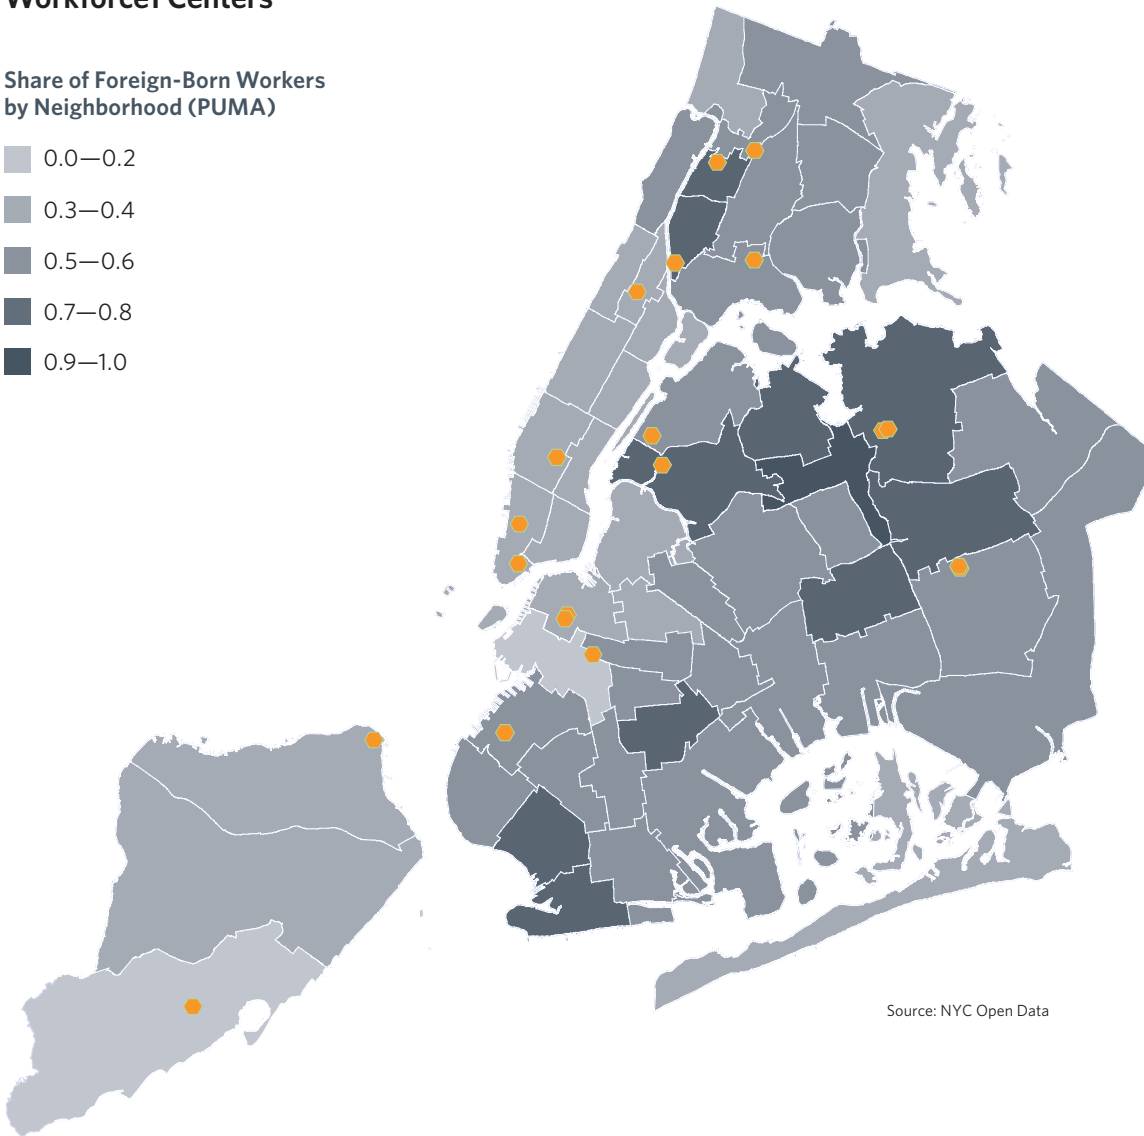 Workforce1 Centers
Share of Foreign-Born Workers
by Neighborhood (PUMA)
0.0—0.2
0.3—0.4
0.5—0.6
0.7—0.8
0.9—1.0
Source: NYC Open Data